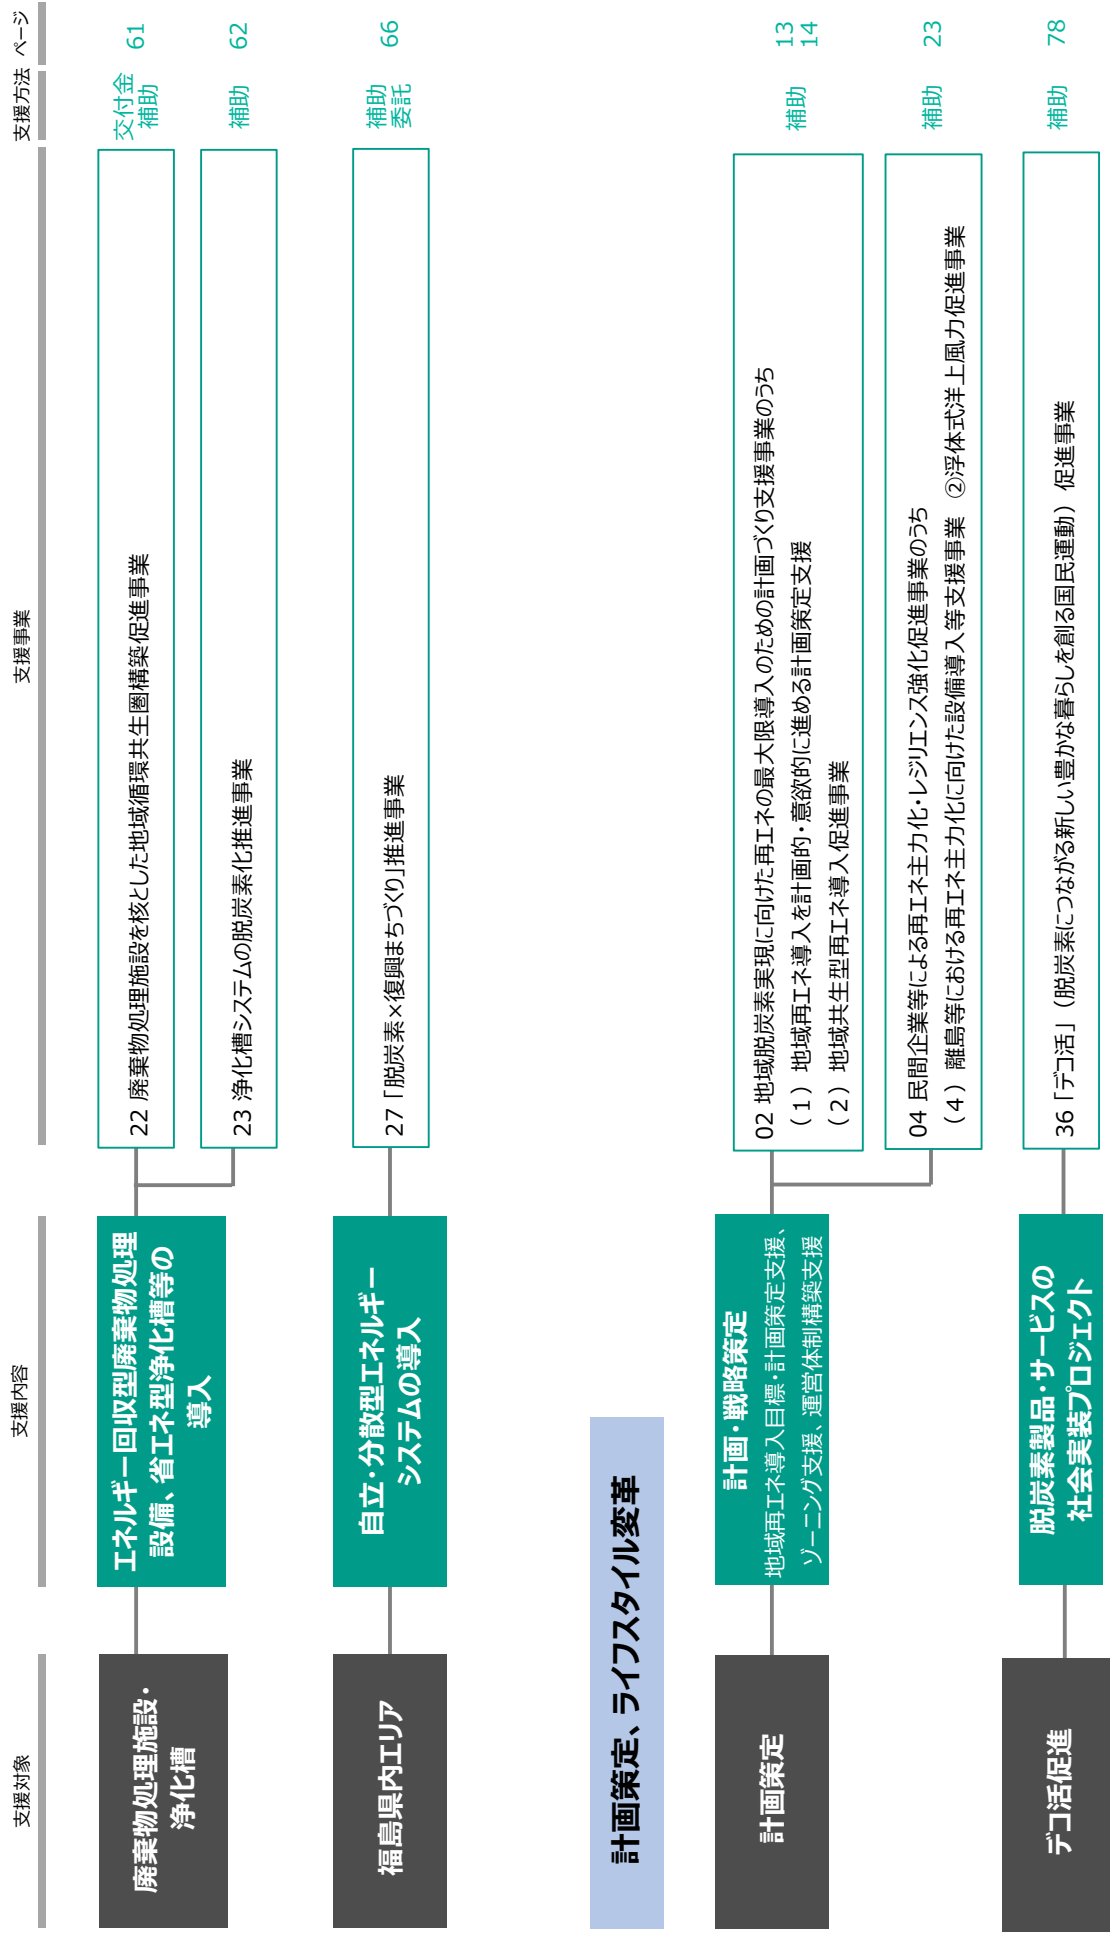 支援対象
支援内容
支援事業
支援方法
ページ
廃棄物処理施設・
浄化槽
エネルギー回収型廃棄物処理
設備、省エネ型浄化槽等の
導入
22 廃棄物処理施設を核とした地域循環共生圏構築促進事業
交付金
補助
61
23 浄化槽システムの脱炭素化推進事業
補助
62
福島県内エリア
自立・分散型エネルギー
システムの導入
27「脱炭素×復興まちづくり」推進事業
補助
委託
66
計画策定、ライフスタイル変革
計画策定
計画・戦略策定
地域再エネ導入目標・計画策定支援、
ゾーニング支援、運営体制構築支援
02 地域脱炭素実現に向けた再エネの最大限導入のための計画づくり支援事業のうち
（1）地域再エネ導入を計画的・意欲的に進める計画策定支援
（2）地域共生型再エネ導入促進事業
補助
13
14
04 民間企業等による再エネ主力化・レジリエンス強化促進事業のうち
（4）離島等における再エネ主力化に向けた設備導入等支援事業 ②浮体式洋上風力促進事業
補助
23
デコ活促進
脱炭素製品・サービスの
社会実装プロジェクト
36「デコ活」（脱炭素につながる新しい豊かな暮らしを創る国民運動）促進事業
補助
78